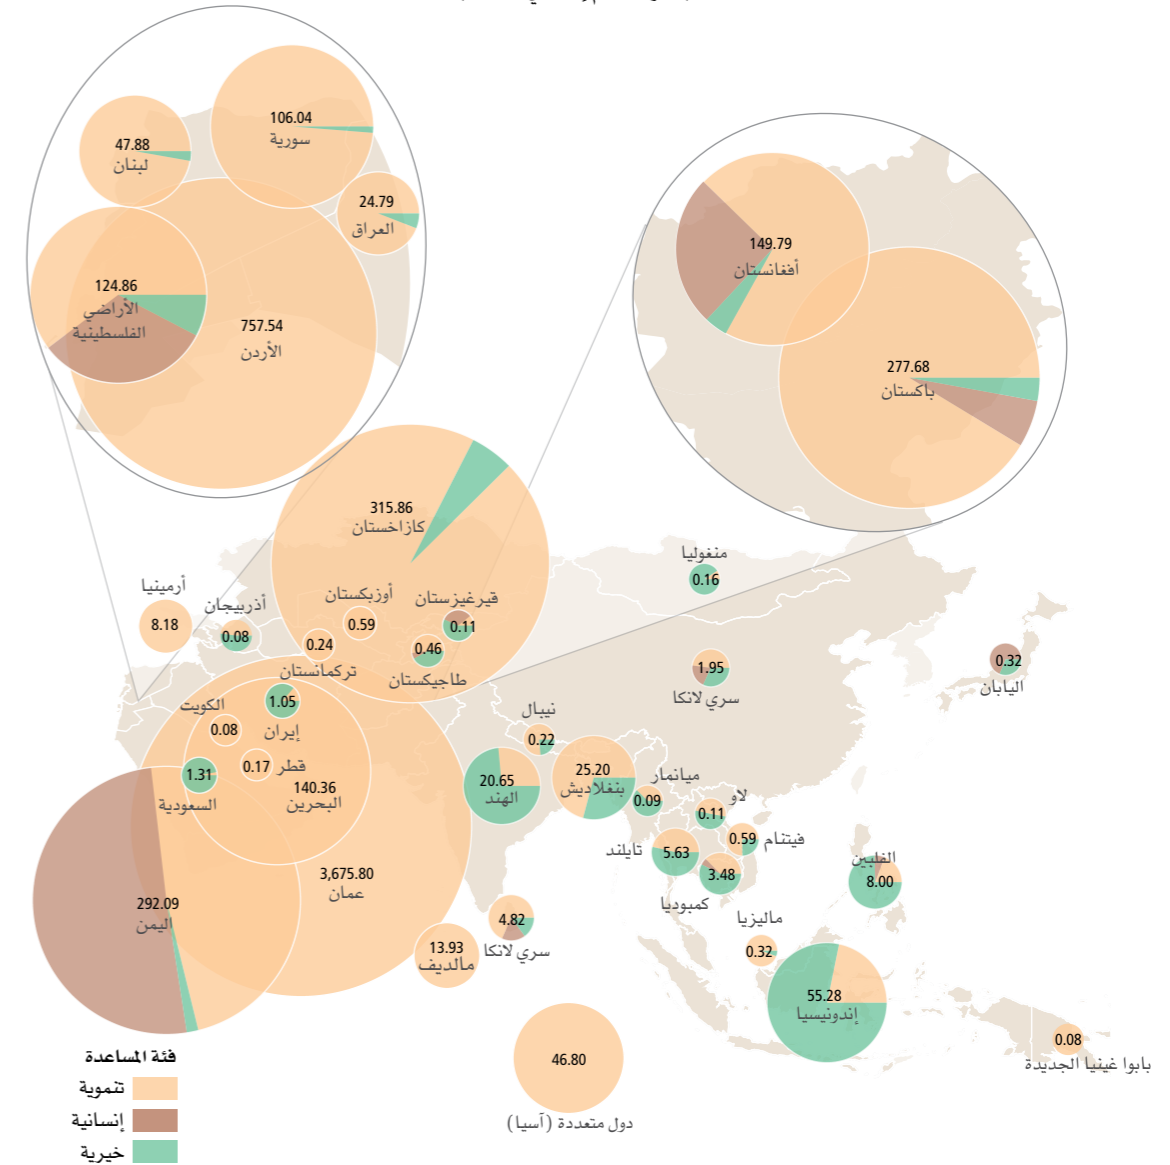 106.04
سورية
47.88
لبنان
24.79
العراق
124.86
الأراضي
الفلسطينية
757.54
الأردن
149.79
أفغانستان
277.68
باكستان
315.86
كازاخستان
منغوليا
0.16
أرمينيا
8.18
أذربيجان
0.08
أوزبكستان
0.59
قيرغيزستان
0.11
0.24
تركمانستان
0.46
طاجيكستان
1.95
سري لانكا
0.32
اليابان
الكويت
0.08
1.05
إيران
1.31
السعودية
0.17 قطر
140.36
البحرين
نيبال
0.22
20.65
الهند
25.20
بنغلاديش
ميانمار
0.09
لاو
0.11
فيتنام
0.59
تايلند
5.63
3.48
كمبوديا
الفلبين
8.00
3,675.80
عمان
292.09
اليمن
4.82
سري لانكا
13.93
مالديف
ماليزيا
0.32
55.28
إندونيسيا
0.08
بابوا غينيا الجديدة
46.80
دول متعددة (آسيا)
فئة المساعدة
تنموية
إنسانية
خيرية